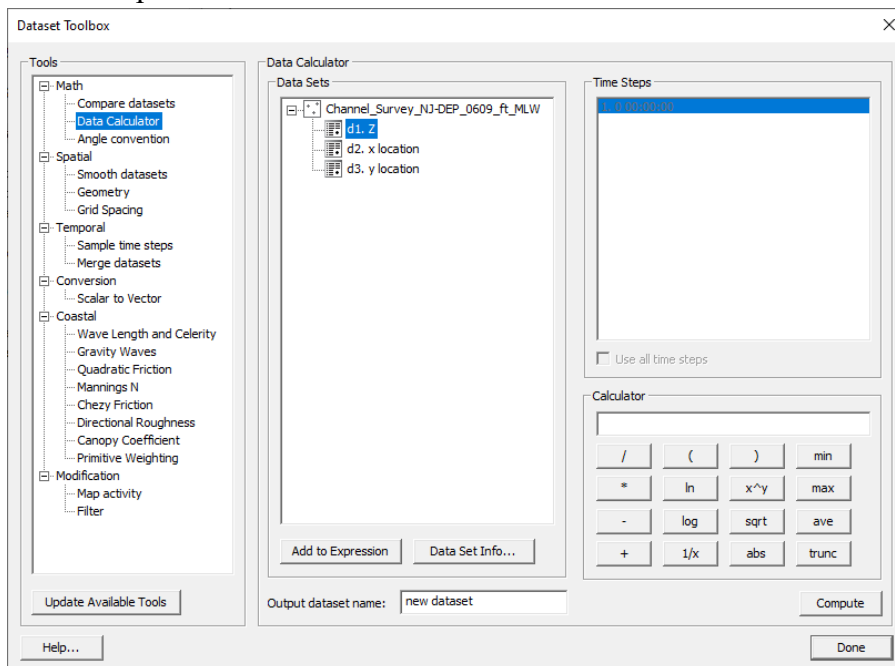 Dataset Toolbox
Tools
Math
Compare datasets
Data Calculator
Angle convention
Spatial
Smooth datasets
Geometry
Grid Spacing
Temporal
Sample time steps
Merge datasets
Conversion
Scalar to Vector
Coastal
Wave Length and Celerity
Gravity Waves
Quadratic Friction
Mannings N
Chezy Friction
Directional Roughness
Canopy Coefficient
Primitive Weighting
Modification
Map activity
Filter
Update Available Tools
Help...
Data Calculator
Data Sets
Channel_Survey_NJ-DEP_0609_ft_MLW
d1. Z
d2. x location
d3. y location
Add to Expression Data Set Info...
Output dataset name: new dataset
Time Steps
1. 0 00:00:00
Use all time steps
Calculator
/ ( ) min
* ln x^y max
- log sqrt ave
+ 1/x abs trunc
Compute
Done